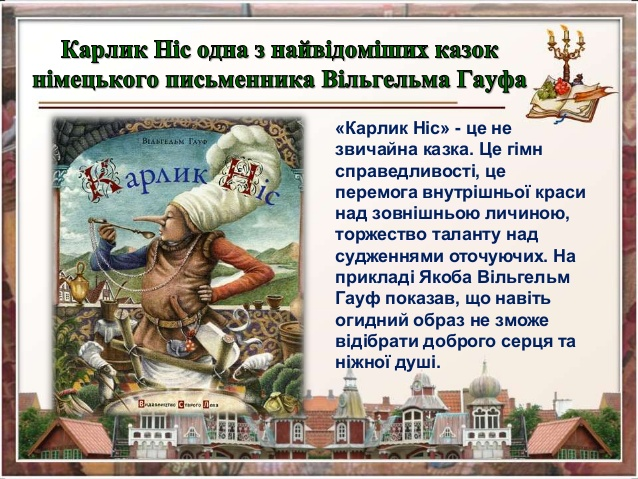 Карлик Ніс одна з найвідоміших казок
німецького письменника Вільгельма Гауфа
Вільгельм Гауф
Карлик Ніс
Видавництво Старого Лева
«Карлик Ніс» - це не
звичайна казка. Це гімн
справедливості, це
перемога внутрішньої краси
над зовнішньою личиною,
торжество таланту над
судженнями оточуючих. На
прикладі Якоба Вільгельм
Гауф показав, що навіть
огидний образ не зможе
відібрати доброго серця та
ніжної душі.